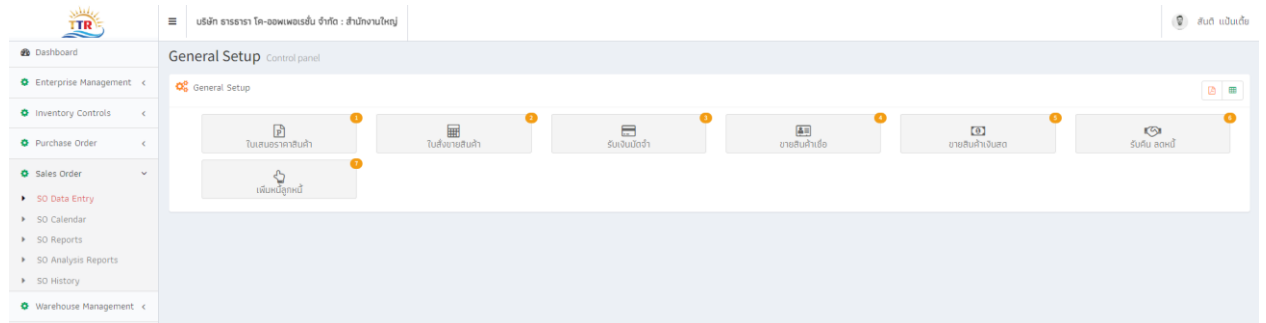 TTR
บริษัท ธารธารา โค-ออพเพอเรชั่น จำกัด : สำนักงานใหญ่
สันติ แป้นเตี้ย
Dashboard
Enterprise Management
Inventory Controls
Purchase Order
Sales Order
SO Data Entry
SO Calendar
SO Reports
SO Analysis Reports
SO History
Warehouse Management
General Setup Control panel
General Setup
1
ใบเสนอราคาสินค้า
2
ใบสั่งขายสินค้า
3
รับเงินมัดจำ
4
ขายสินค้าเชื่อ
5
ขายสินค้าเงินสด
6
รับคืน ลดหนี้
7
เพิ่มหนี้ลูกหนี้